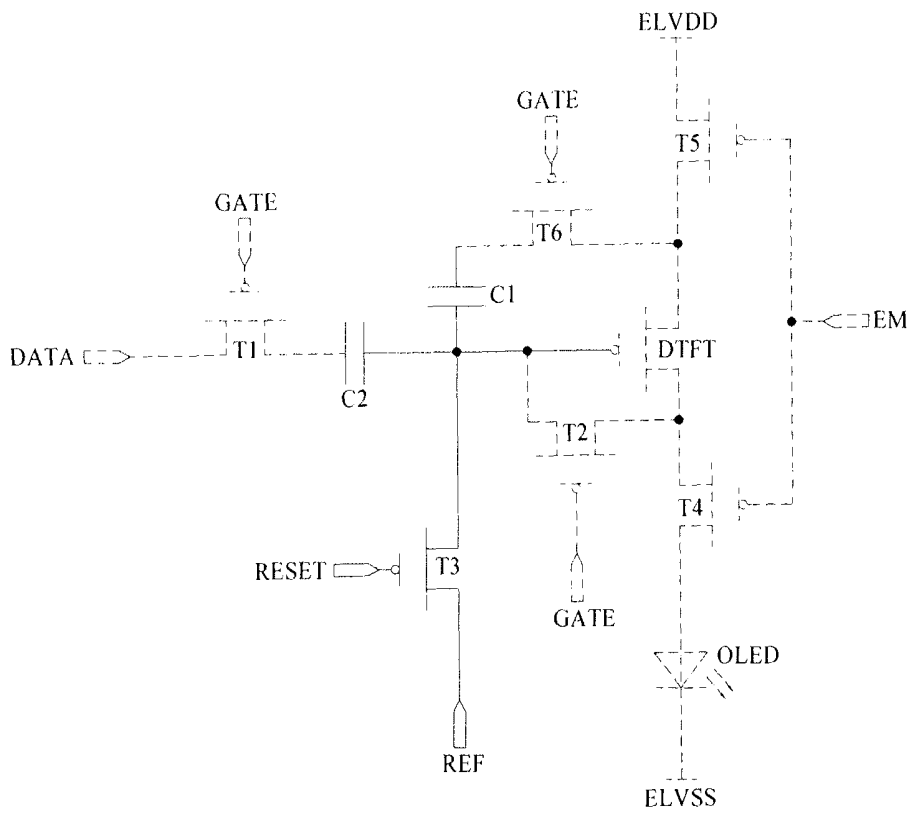 ELVDD
GATE
T5
GATE
T6
C1
EM
DATA
T1
DTFT
C2
T2
T4
RESET
T3
GATE
OLED
REF
ELVSS